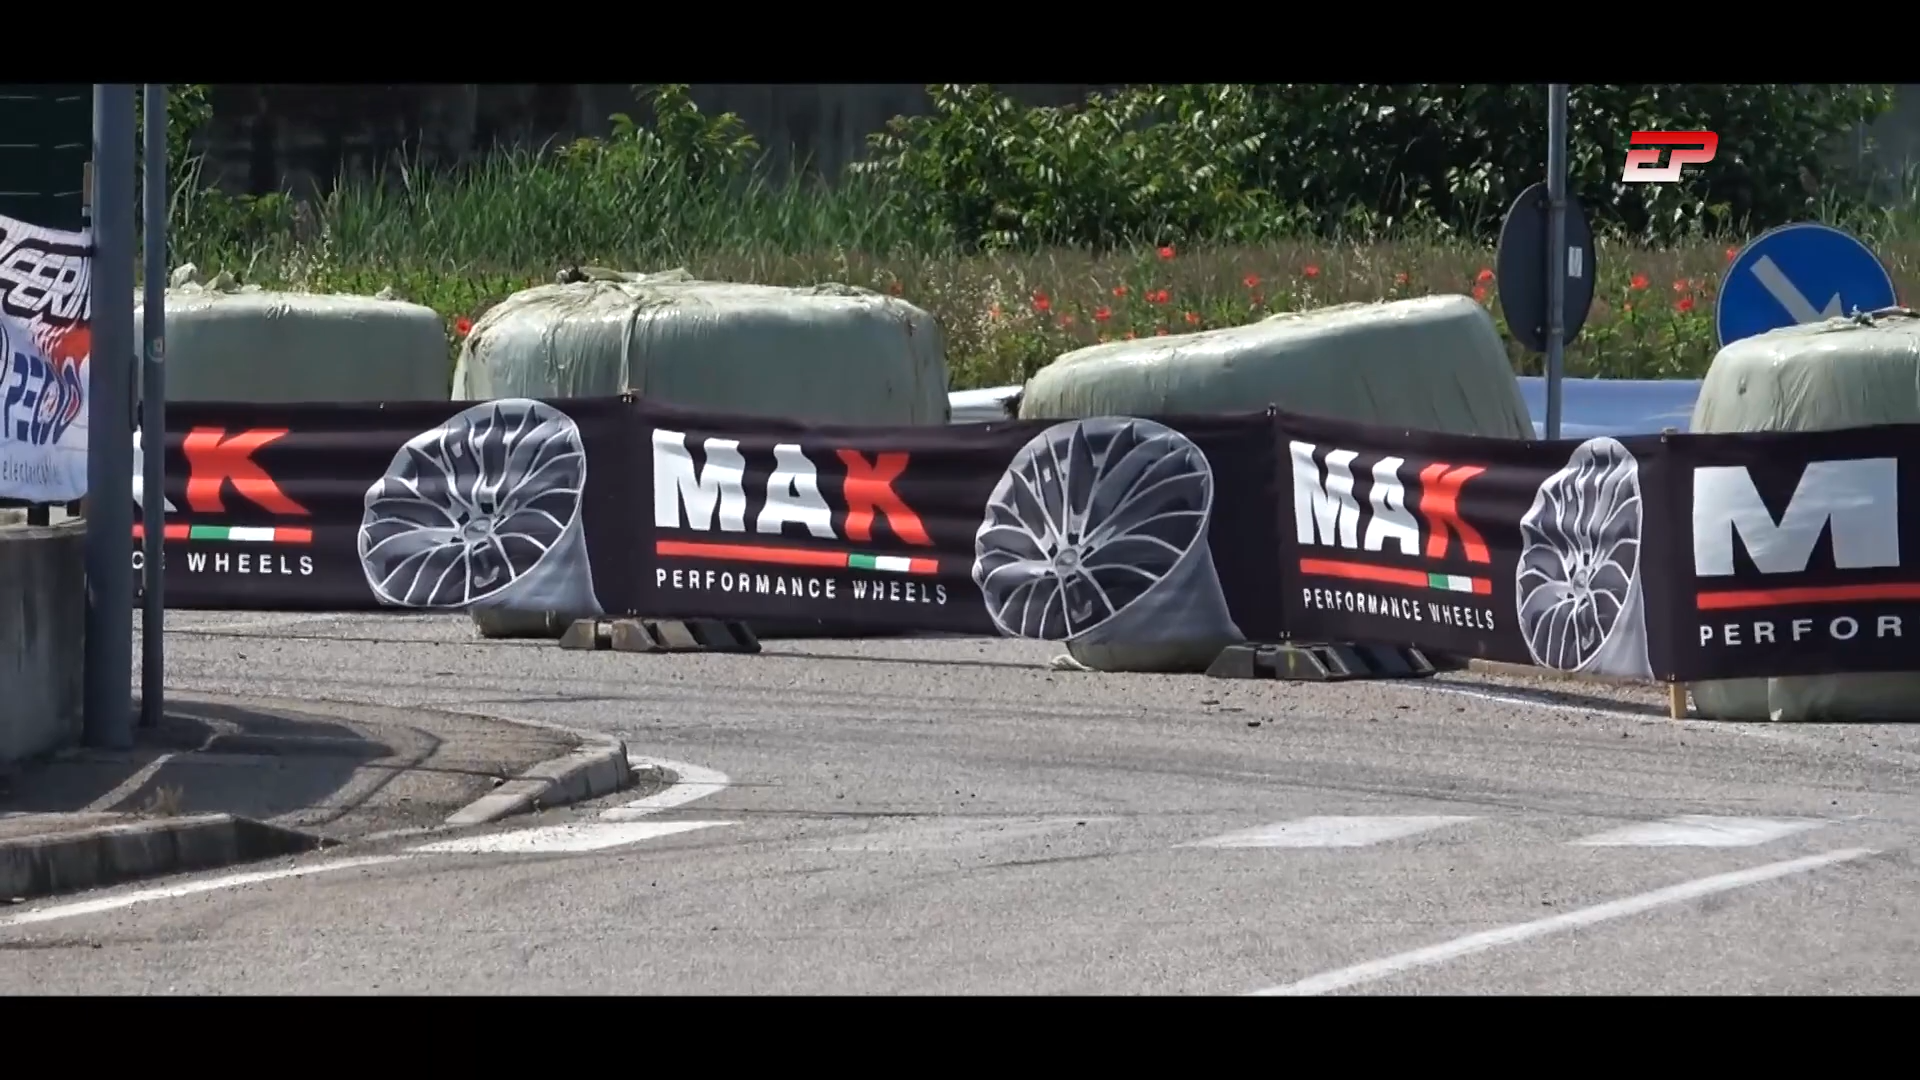 EP
K
WHEELS
MAK
PERFORMANCE WHEELS
MAK
PERFORMANCE WHEELS
M
PERFOR